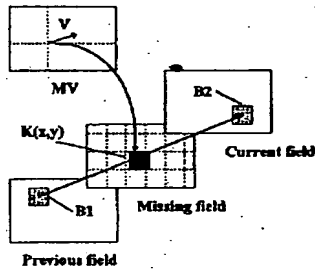 V
MV
B2
K(x,y)
Current field
Missing field
B1
Previous field